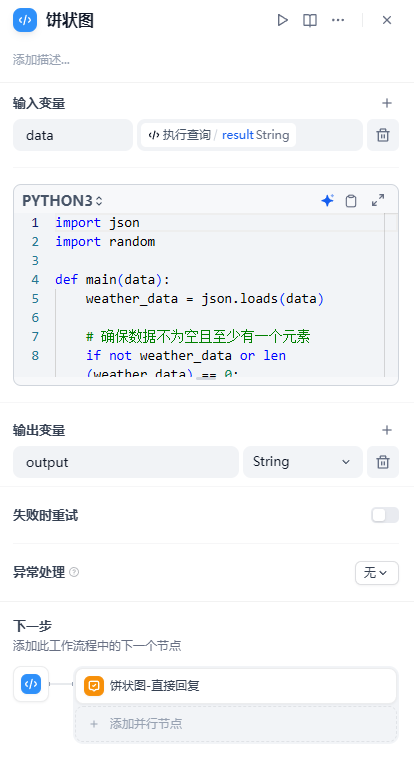 饼状图
添加描述...
输入变量
data
执行查询 / result String
PYTHON3
1 import json
2 import random
3
4 def main(data):
5 weather_data = json.loads(data)
6
7 # 确保数据不为空且至少有一个元素
8 if not weather_data or len
(weather_data) == 0:
输出变量
output String
失败时重试
异常处理 无
下一步
添加此工作流程中的下一个节点
饼状图-直接回复
添加并行节点